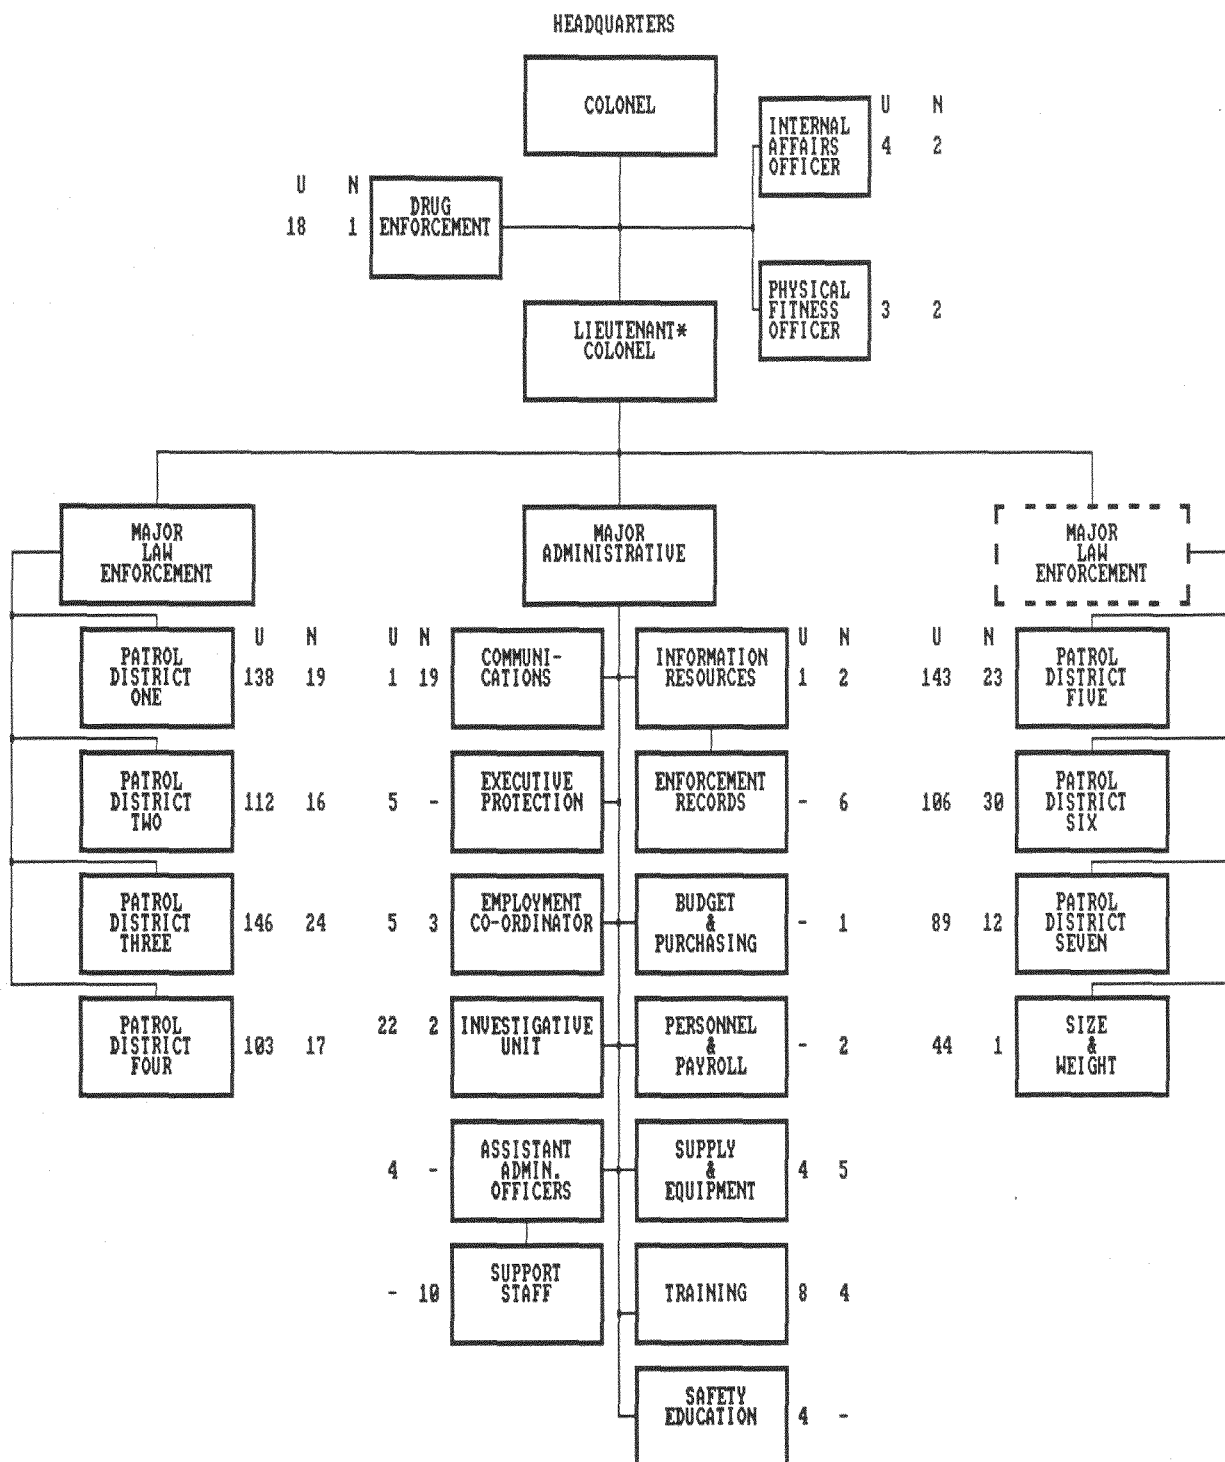 HEADQUARTERS
COLONEL
U N
INTERNAL
AFFAIRS
OFFICER
4 2
U N
DRUG
ENFORCEMENT
18 1
PHYSICAL
FITNESS
OFFICER
3 2
LIEUTENANT*
COLONEL
MAJOR
LAW
ENFORCEMENT
MAJOR
ADMINISTRATIVE
MAJOR
LAW
ENFORCEMENT
U N
PATROL
DISTRICT
ONE
138 19
PATROL
DISTRICT
TWO
112 16
PATROL
DISTRICT
THREE
146 24
PATROL
DISTRICT
FOUR
103 17
U N
1 19
COMMUNI-
CATIONS
5 -
EXECUTIVE
PROTECTION
5 3
EMPLOYMENT
CO-ORDINATOR
22 2
INVESTIGATIVE
UNIT
4 -
ASSISTANT
ADMIN.
OFFICERS
- 10
SUPPORT
STAFF
U N
INFORMATION
RESOURCES
1 2
ENFORCEMENT
RECORDS
- 6
BUDGET
&
PURCHASING
- 1
PERSONNEL
&
PAYROLL
- 2
SUPPLY
&
EQUIPMENT
4 5
TRAINING
8 4
SAFETY
EDUCATION
4 -
U N
143 23
PATROL
DISTRICT
FIVE
106 30
PATROL
DISTRICT
SIX
89 12
PATROL
DISTRICT
SEVEN
44 1
SIZE
&
WEIGHT